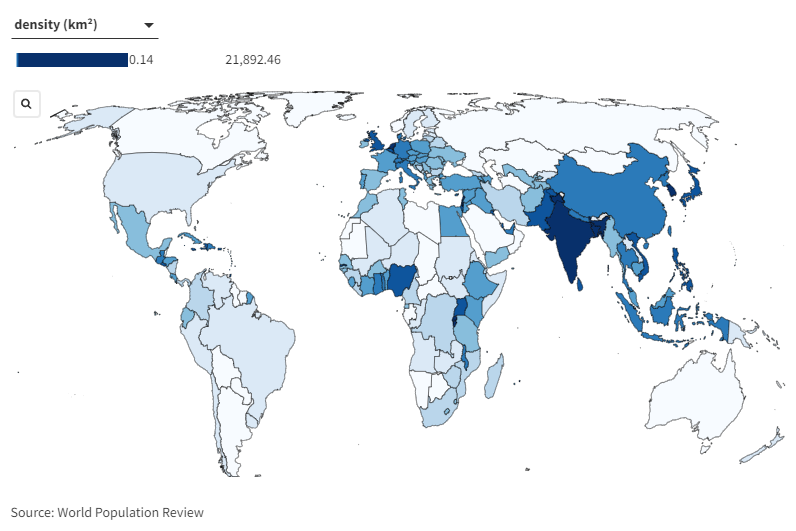 density (km²)
0.14 21,892.46
Source: World Population Review